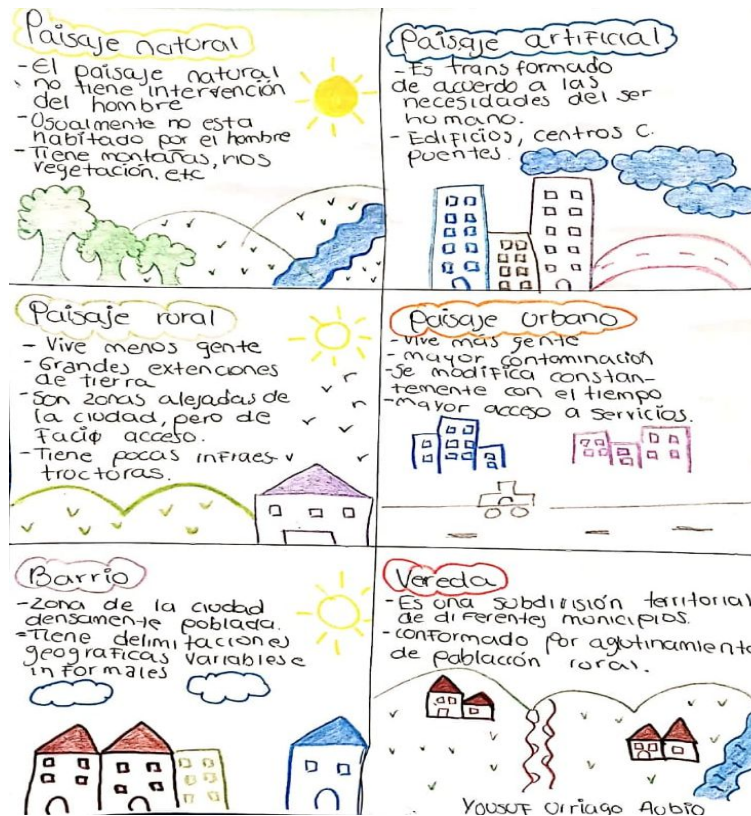 Paisaje natural
- El paisaje natural
no tiene intervención
del hombre
- Usualmente no esta
habitado por el hombre
- Tiene montañas, rios
vegetación, etc
Paisaje artificial
- Es transformado
de acuerdo a las
necesidades del ser
humano.
- Edificios, centros C.
puentes.
Paisaje rural
- Vive menos gente
- Grandes extenciones
de tierra
- Son zonas alejadas de
la ciudad, pero de
facil acceso.
- Tiene pocas infraes
tructuras.
Paisaje urbano
- Vive más gente
- mayor contaminación
- Se modifica constan-
temente con el tiempo
- mayor acceso a servicios.
Barrio
- Zona de la ciudad
densamente poblada.
- Tiene delimitaciones
geograficas variables e
informales
Vereda
- Es una subdivisión territorial
de diferentes municipios.
- Conformado por aglutinamiento
de poblacción rural.
Yousuf Urriago Aubio